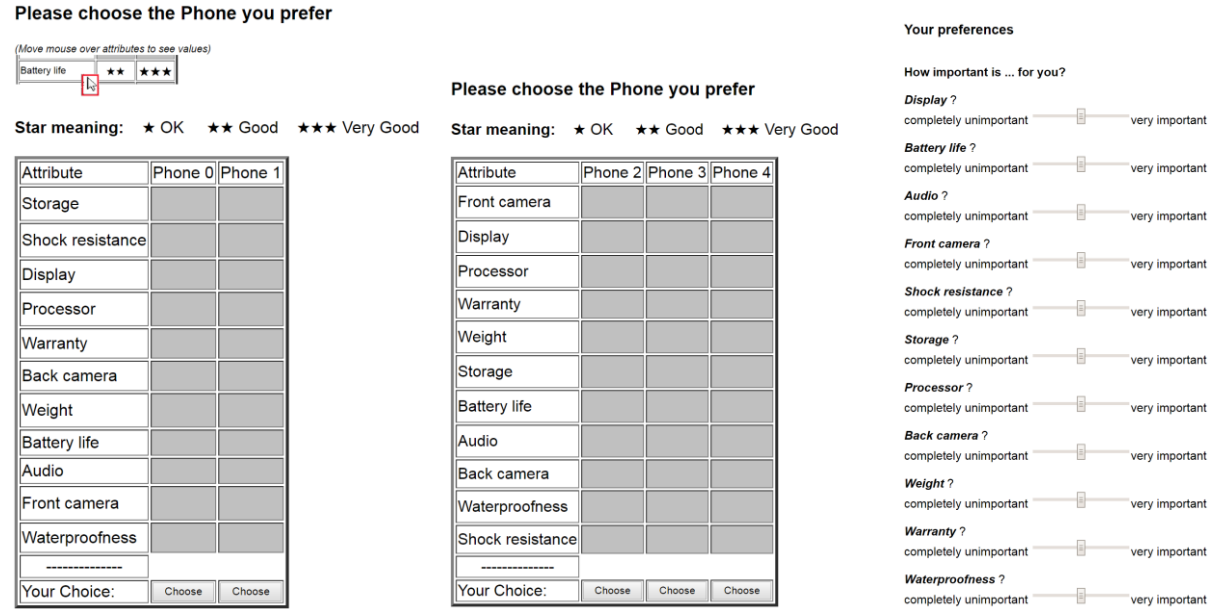 Please choose the Phone you prefer
(Move mouse over attributes to see values)
Battery life ★★ ★★★
Star meaning: ★ OK ★★ Good ★★★ Very Good
Attribute Phone 0 Phone 1
Storage
Shock resistance
Display
Processor
Warranty
Back camera
Weight
Battery life
Audio
Front camera
Waterproofness
--------------
Your Choice: Choose Choose
Please choose the Phone you prefer
Star meaning: ★ OK ★★ Good ★★★ Very Good
Attribute Phone 2 Phone 3 Phone 4
Front camera
Display
Processor
Warranty
Weight
Storage
Battery life
Audio
Back camera
Waterproofness
Shock resistance
--------------
Your Choice: Choose Choose Choose
Your preferences
How important is ... for you?
Display ?
completely unimportant very important
Battery life ?
completely unimportant very important
Audio ?
completely unimportant very important
Front camera ?
completely unimportant very important
Shock resistance ?
completely unimportant very important
Storage ?
completely unimportant very important
Processor ?
completely unimportant very important
Back camera ?
completely unimportant very important
Weight ?
completely unimportant very important
Warranty ?
completely unimportant very important
Waterproofness ?
completely unimportant very important